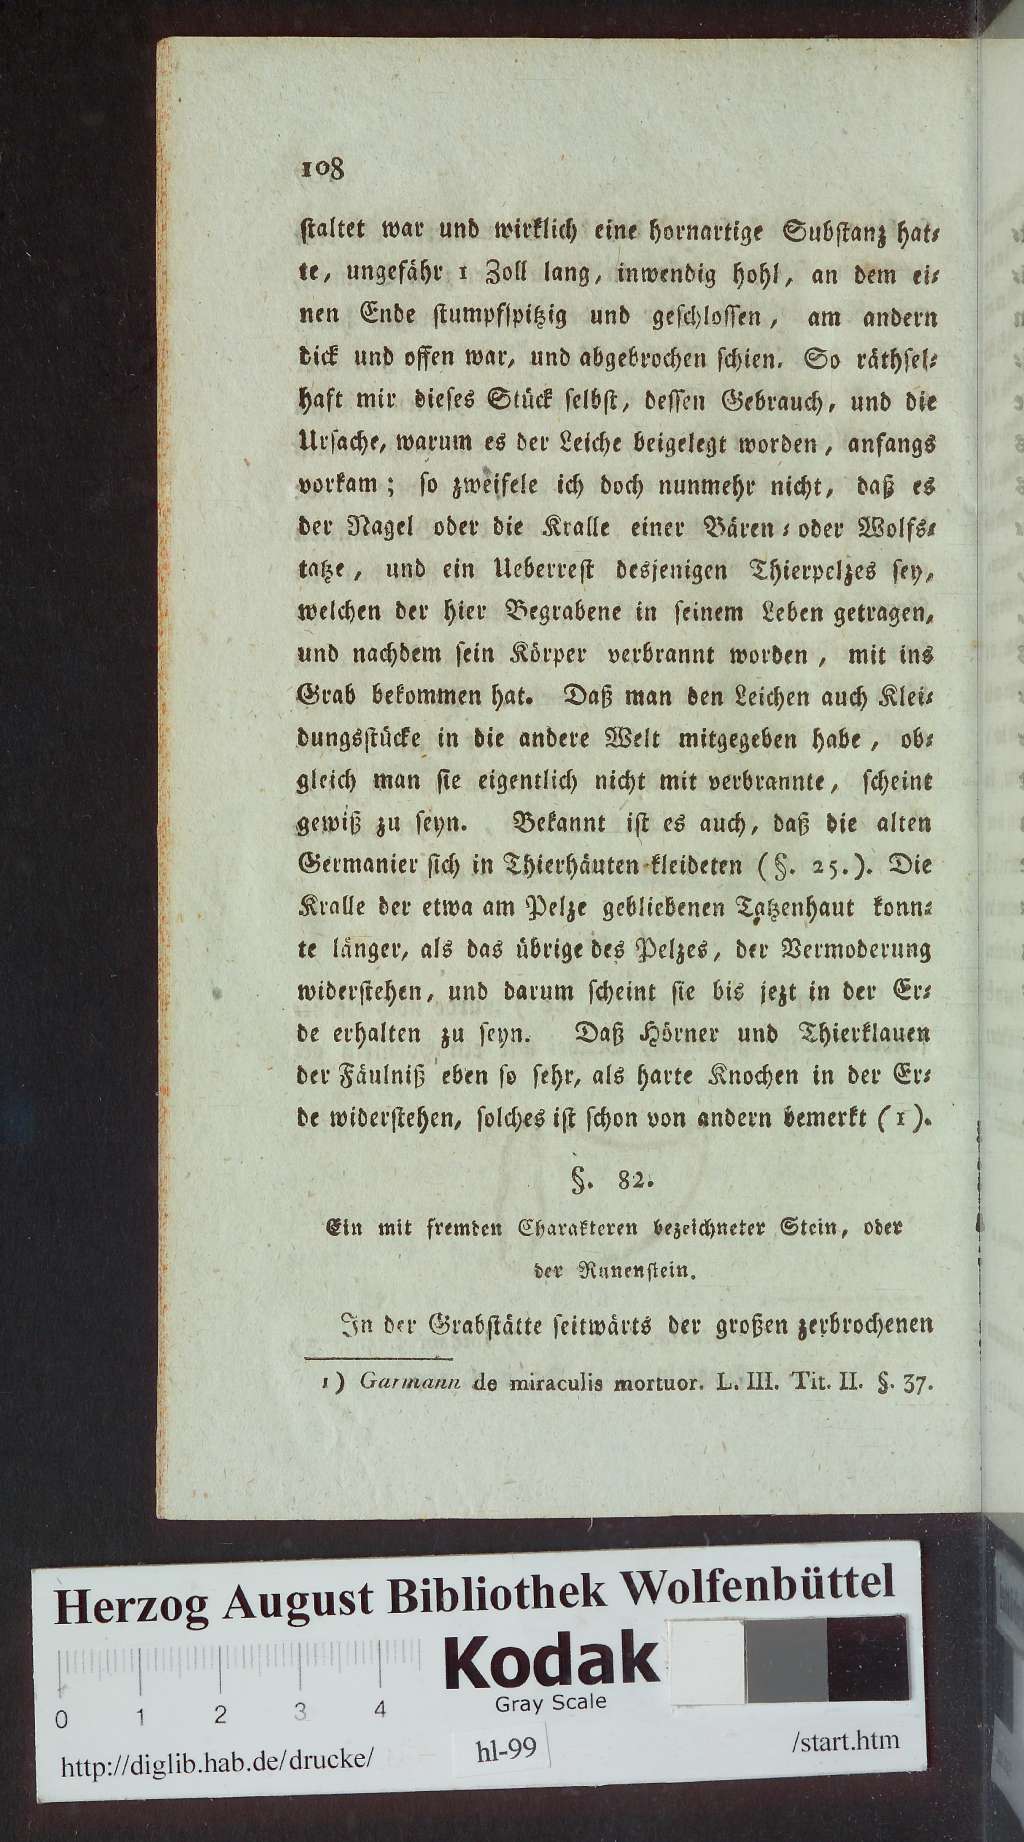 108
staltet war und wirklich eine hornartige Substanz hat⸗
te, ungefähr 1 Zoll lang, inwendig hohl, an dem ei⸗
nen Ende stumpfspitzig und geschlossen, am andern
dick und offen war, und abgebrochen schien. So räthsel⸗
haft mir dieses Stück selbst, dessen Gebrauch, und die
Ursache, warum es der Leiche beigelegt worden, anfangs
vorkam; so zweifele ich doch nunmehr nicht, daß es
der Nagel oder die Kralle einer Bären⸗ oder Wolfs⸗
tatze, und ein Ueberrest desjenigen Thierpelzes sey,
welchen der hier Begrabene in seinem Leben getragen,
und nachdem sein Körper verbrannt worden, mit ins
Grab bekommen hat. Daß man den Leichen auch Klei⸗
dungsstücke in die andere Welt mitgegeben habe, ob⸗
gleich man sie eigentlich nicht mit verbrannte, scheint
gewiß zu seyn. Bekannt ist es auch, daß die alten
Germanier sich in Thierhäuten kleideten (§. 25.). Die
Kralle der etwa am Pelze gebliebenen Tatzenhaut konn⸗
te länger, als das übrige des Pelzes, der Vermoderung
widerstehen, und darum scheint sie bis jezt in der Er⸗
de erhalten zu seyn. Daß Hörner und Thierklauen
der Fäulniß eben so sehr, als harte Knochen in der Er⸗
de widerstehen, solches ist schon von andern bemerkt (1).
§. 82.
Ein mit fremden Charakteren bezeichneter Stein, oder
der Runenstein.
In der Grabstätte seitwärts der großen zerbrochenen
1) Garmann de miraculis mortuor. L. III. Tit. II. §. 37.
Herzog August Bibliothek Wolfenbüttel
Kodak
Gray Scale
0 1 2 3 4
http://diglib.hab.de/drucke/ hl-99 /start.htm